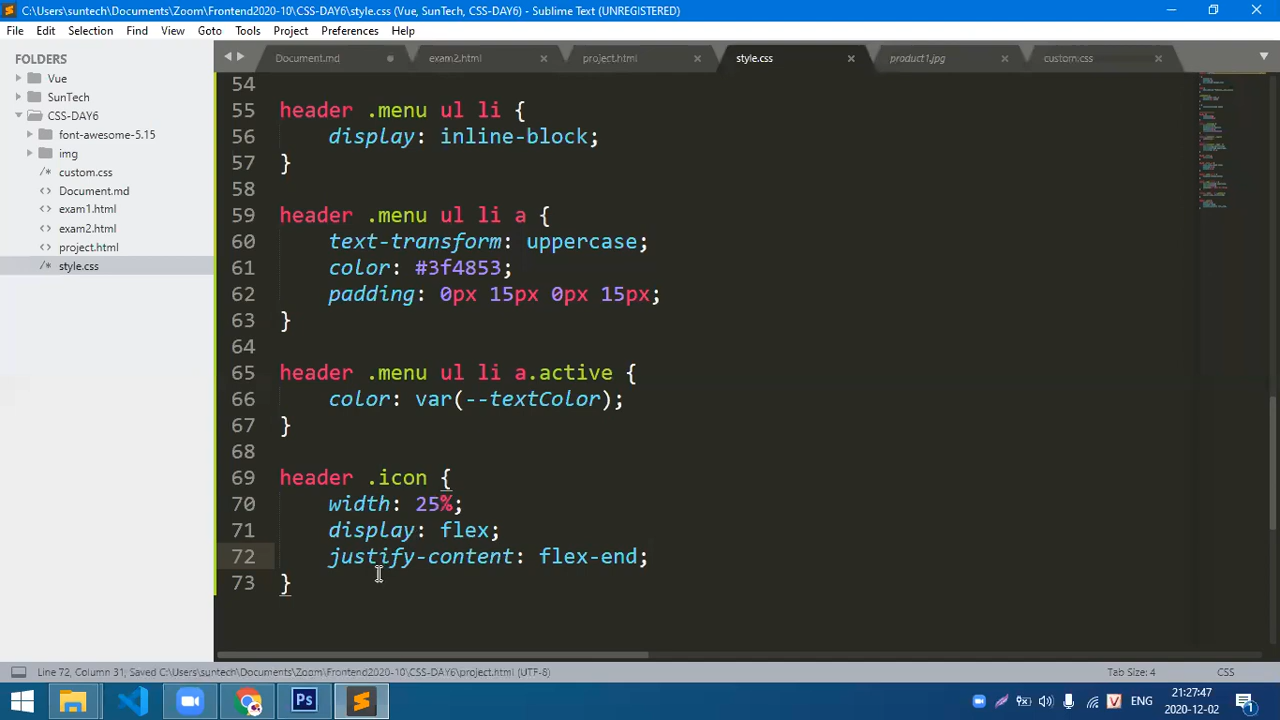 C:\Users\suntech\Documents\Zoom\Frontend2020-10\CSS-DAY6\style.css (Vue, SunTech, CSS-DAY6) - Sublime Text (UNREGISTERED)
File Edit Selection Find View Goto Tools Project Preferences Help
FOLDERS
Vue
SunTech
CSS-DAY6
font-awesome-5.15
img
custom.css
Document.md
exam1.html
exam2.html
project.html
style.css
Document.md exam2.html project.html style.css product1.jpg custom.css
54
55 header .menu ul li {
56 display: inline-block;
57 }
58
59 header .menu ul li a {
60 text-transform: uppercase;
61 color: #3f4853;
62 padding: 0px 15px 0px 15px;
63 }
64
65 header .menu ul li a.active {
66 color: var(--textColor);
67 }
68
69 header .icon {
70 width: 25%;
71 display: flex;
72 justify-content: flex-end;
73 }
Line 72, Column 31; Saved C:\Users\suntech\Documents\Zoom\Frontend2020-10\CSS-DAY6\project.html (UTF-8) Tab Size: 4 CSS
Ps
V ENG 21:27:47
2020-12-02
1